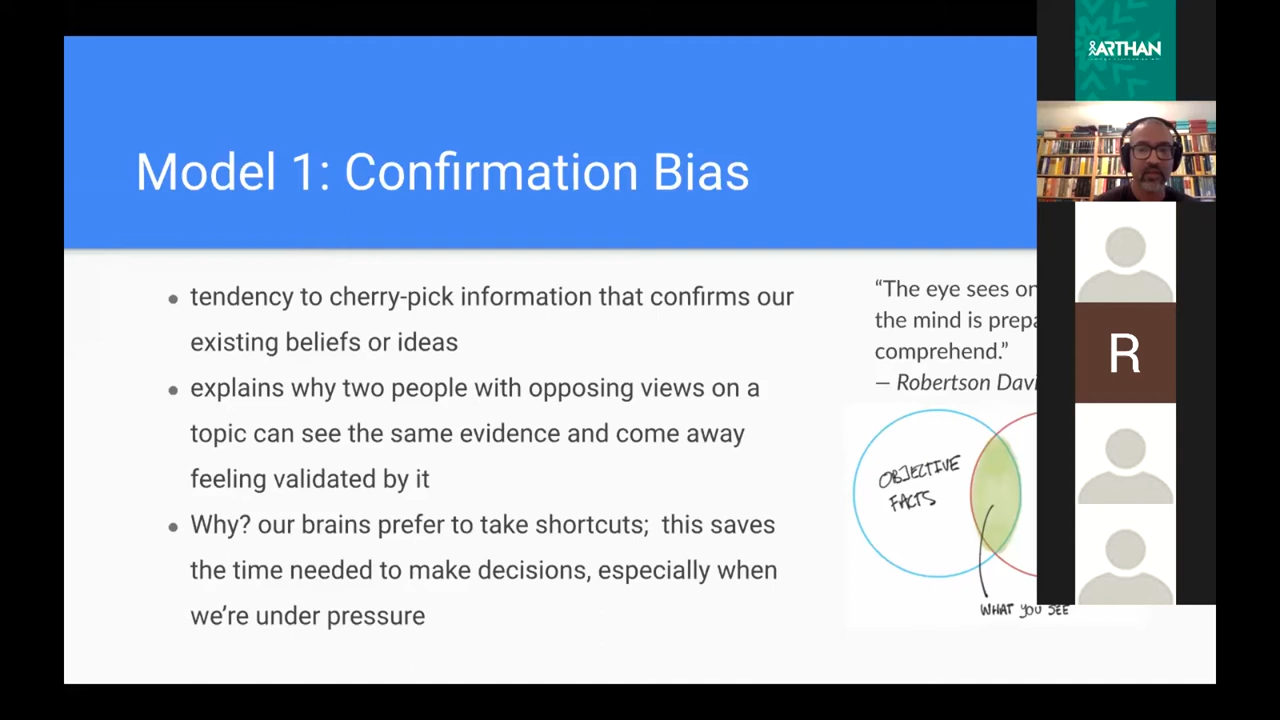 ARTHAN
Model 1: Confirmation Bias
tendency to cherry-pick information that confirms our
existing beliefs or ideas
explains why two people with opposing views on a
topic can see the same evidence and come away
feeling validated by it
Why? our brains prefer to take shortcuts;  this saves
the time needed to make decisions, especially when
we're under pressure
“The eye sees
the mind is
comprehend.”
— Robertson
OBJECTIVE
FACTS
WHAT YOU SEE
R